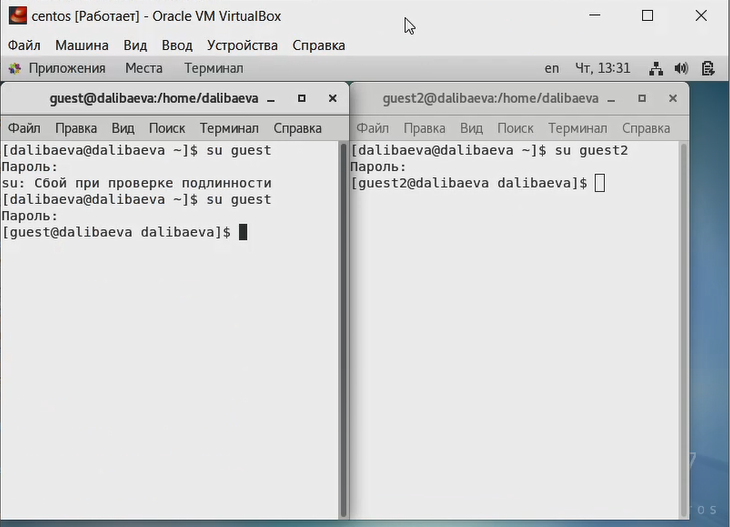 centos [Работает] - Oracle VM VirtualBox
Файл Машина Вид Ввод Устройства Справка
Приложения Места Терминал en Чт, 13:31
guest@dalibaeva:/home/dalibaeva
Файл Правка Вид Поиск Терминал Справка
[dalibaeva@dalibaeva ~]$ su guest
Пароль:
su: Сбой при проверке подлинности
[dalibaeva@dalibaeva ~]$ su guest
Пароль:
[guest@dalibaeva dalibaeva]$
guest2@dalibaeva:/home/dalibaeva
Файл Правка Вид Поиск Терминал Справка
[dalibaeva@dalibaeva ~]$ su guest2
Пароль:
[guest2@dalibaeva dalibaeva]$
7